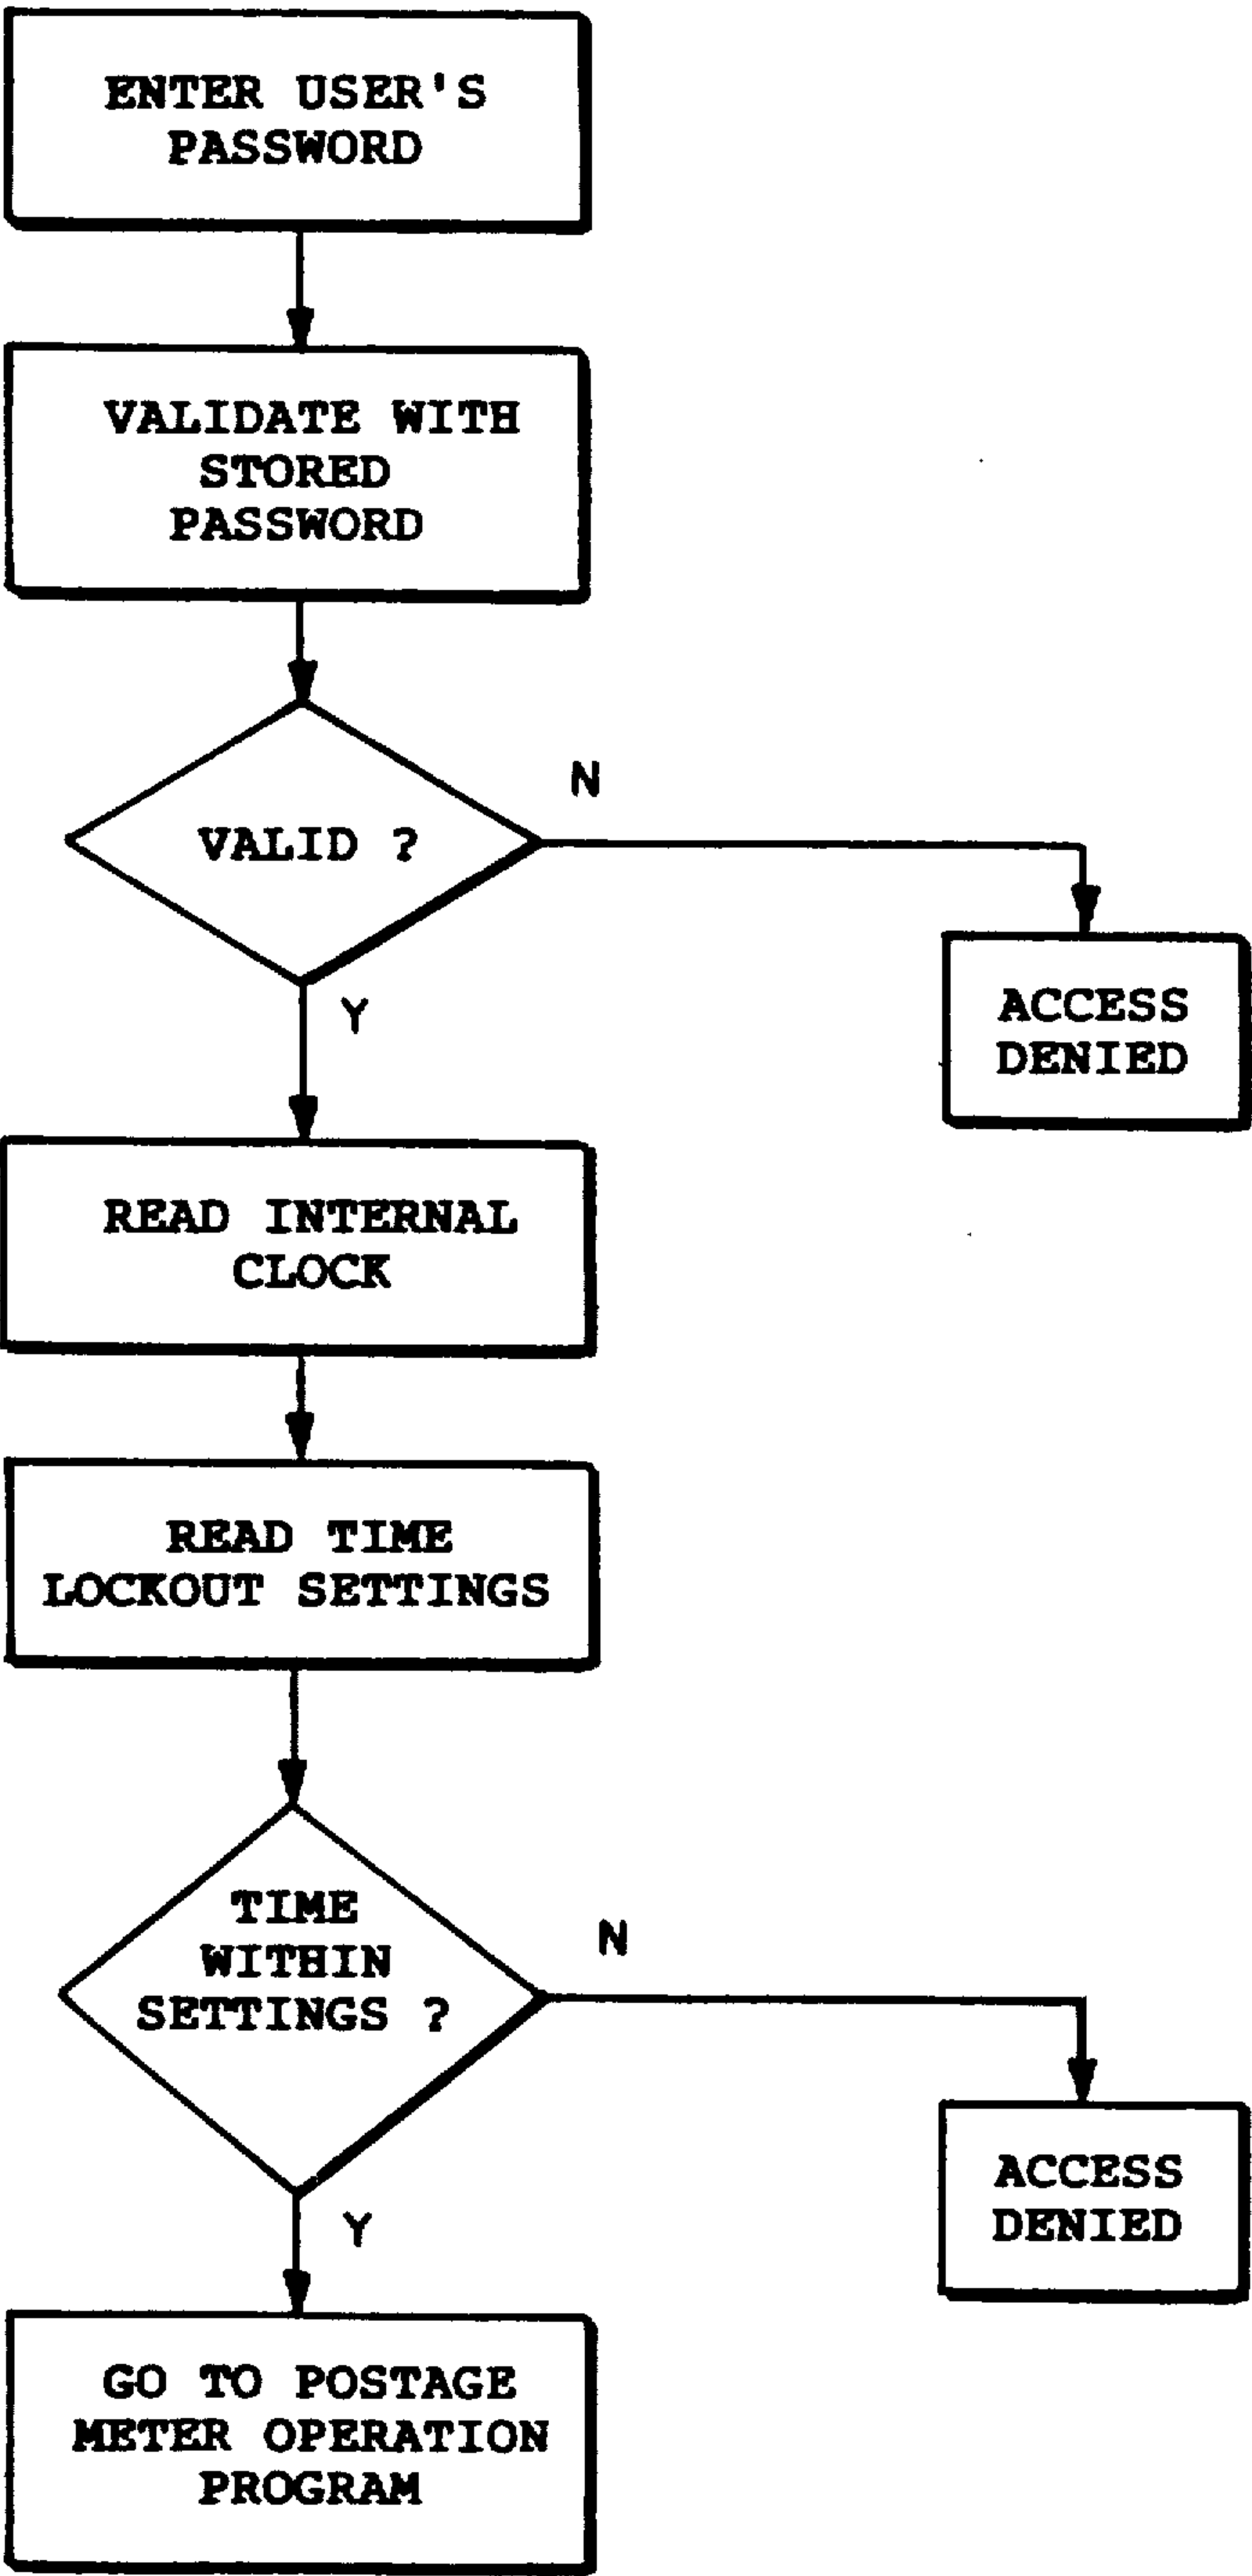 ENTER USER'S
PASSWORD
VALIDATE WITH
STORED
PASSWORD
VALID ?
N
Y
ACCESS
DENIED
READ INTERNAL
CLOCK
READ TIME
LOCKOUT SETTINGS
TIME
WITHIN
SETTINGS ?
N
Y
ACCESS
DENIED
GO TO POSTAGE
METER OPERATION
PROGRAM